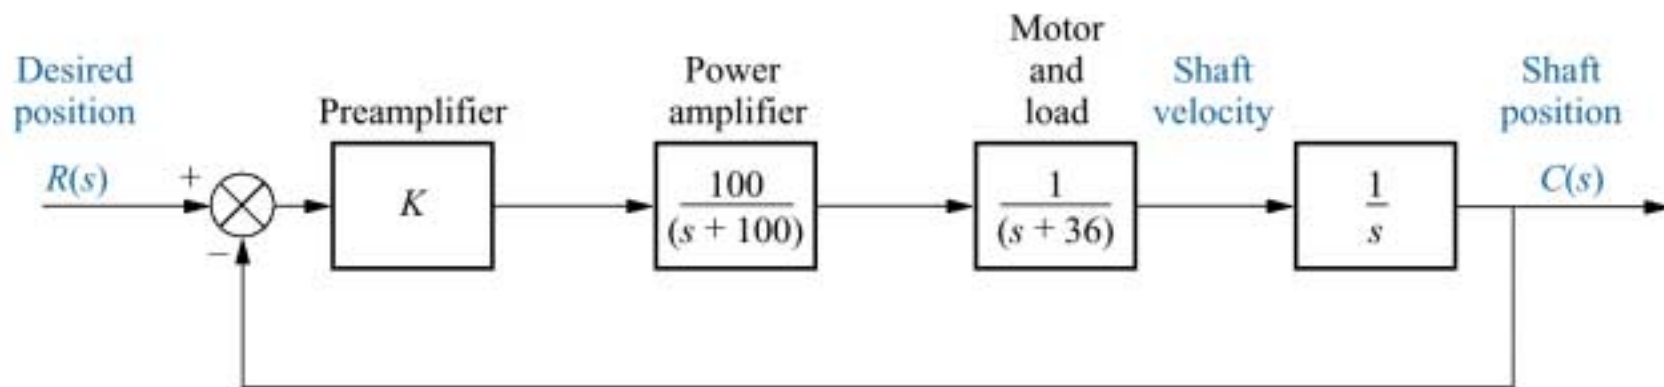 Desired
position
Preamplifier
Power
amplifier
Motor
and
load
Shaft
velocity
Shaft
position
R(s)
+
−
K
100
(s + 100)
1
(s + 36)
1
s
C(s)